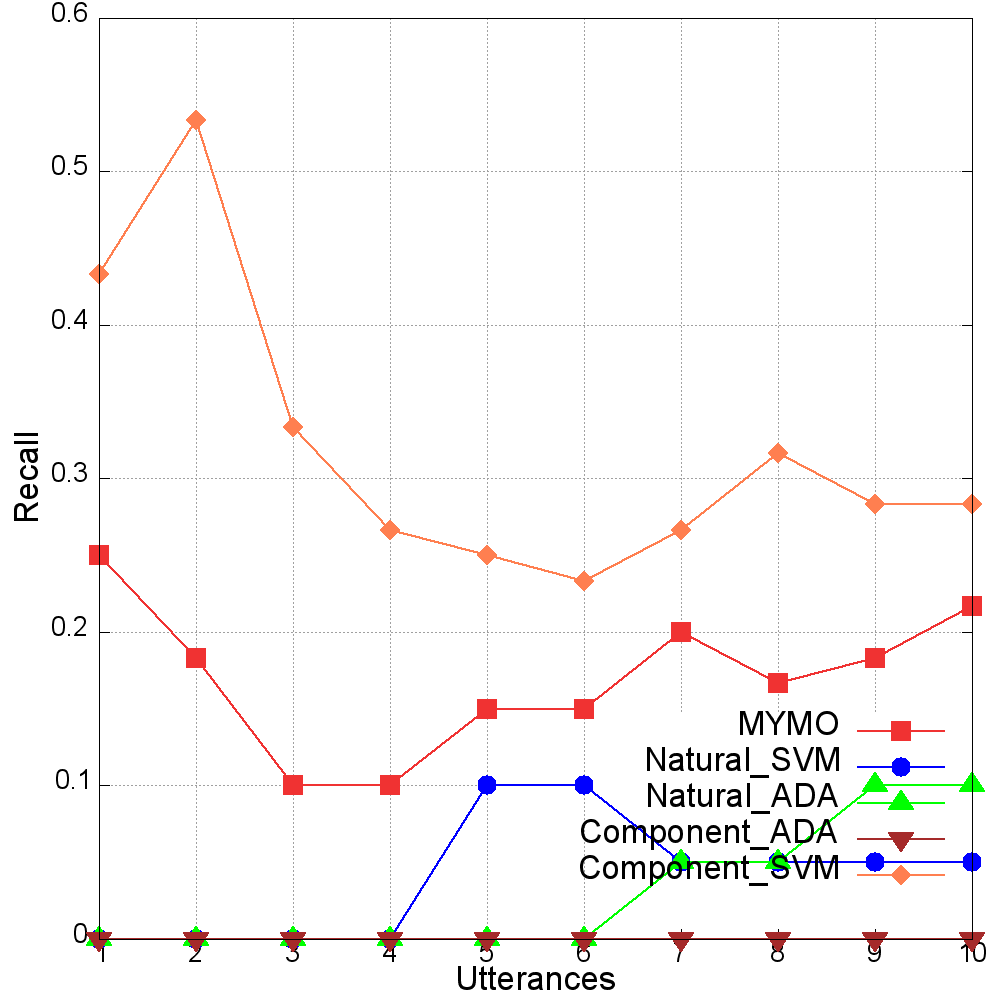 0.6
0.5
0.4
0.3
0.2
0.1
0
Recall
1 2 3 4 5 6 7 8 9 10
Utterances
MYMO
Natural_SVM
Natural_ADA
Component_ADA
Component_SVM